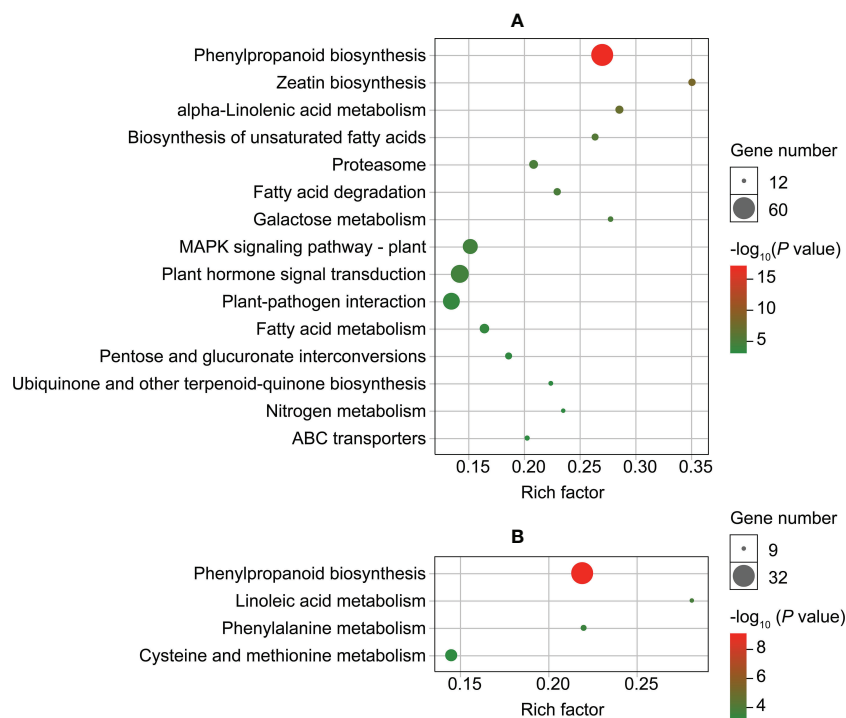 A
Phenylpropanoid biosynthesis
Zeatin biosynthesis
alpha-Linolenic acid metabolism
Biosynthesis of unsaturated fatty acids
Proteasome
Fatty acid degradation
Galactose metabolism
MAPK signaling pathway - plant
Plant hormone signal transduction
Plant-pathogen interaction
Fatty acid metabolism
Pentose and glucuronate interconversions
Ubiquinone and other terpenoid-quinone biosynthesis
Nitrogen metabolism
ABC transporters
0.15 0.20 0.25 0.30 0.35
Rich factor
Gene number
12
60
-log10(P value)
15
10
5
B
Phenylpropanoid biosynthesis
Linoleic acid metabolism
Phenylalanine metabolism
Cysteine and methionine metabolism
0.15 0.20 0.25
Rich factor
Gene number
9
32
-log10 (P value)
8
6
4